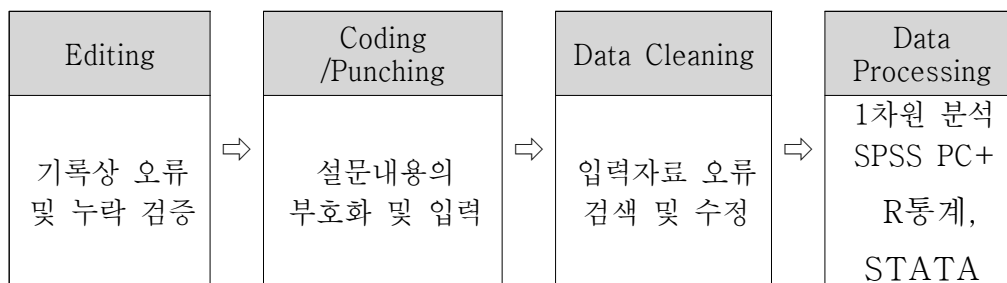 Editing
기록상 오류
및 누락 검증
⇨
Coding
/Punching
설문내용의
부호화 및 입력
⇨
Data Cleaning
입력자료 오류
검색 및 수정
⇨
Data
Processing
1차원 분석
SPSS PC+
R통계,
STATA